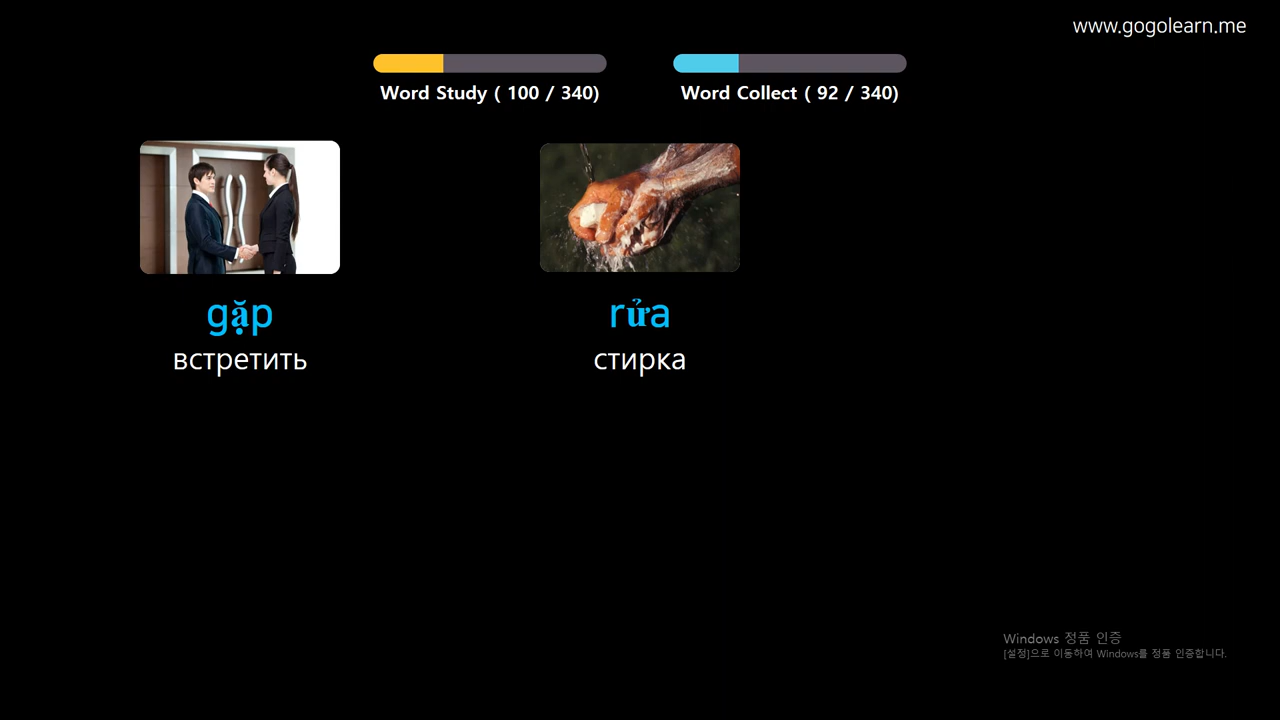 www.gogolearn.me
Word Study ( 100 / 340)
Word Collect ( 92 / 340)
gặp
встретить
rửa
стирка
Windows 정품 인증
[설정]으로 이동하여 Windows를 정품 인증합니다.